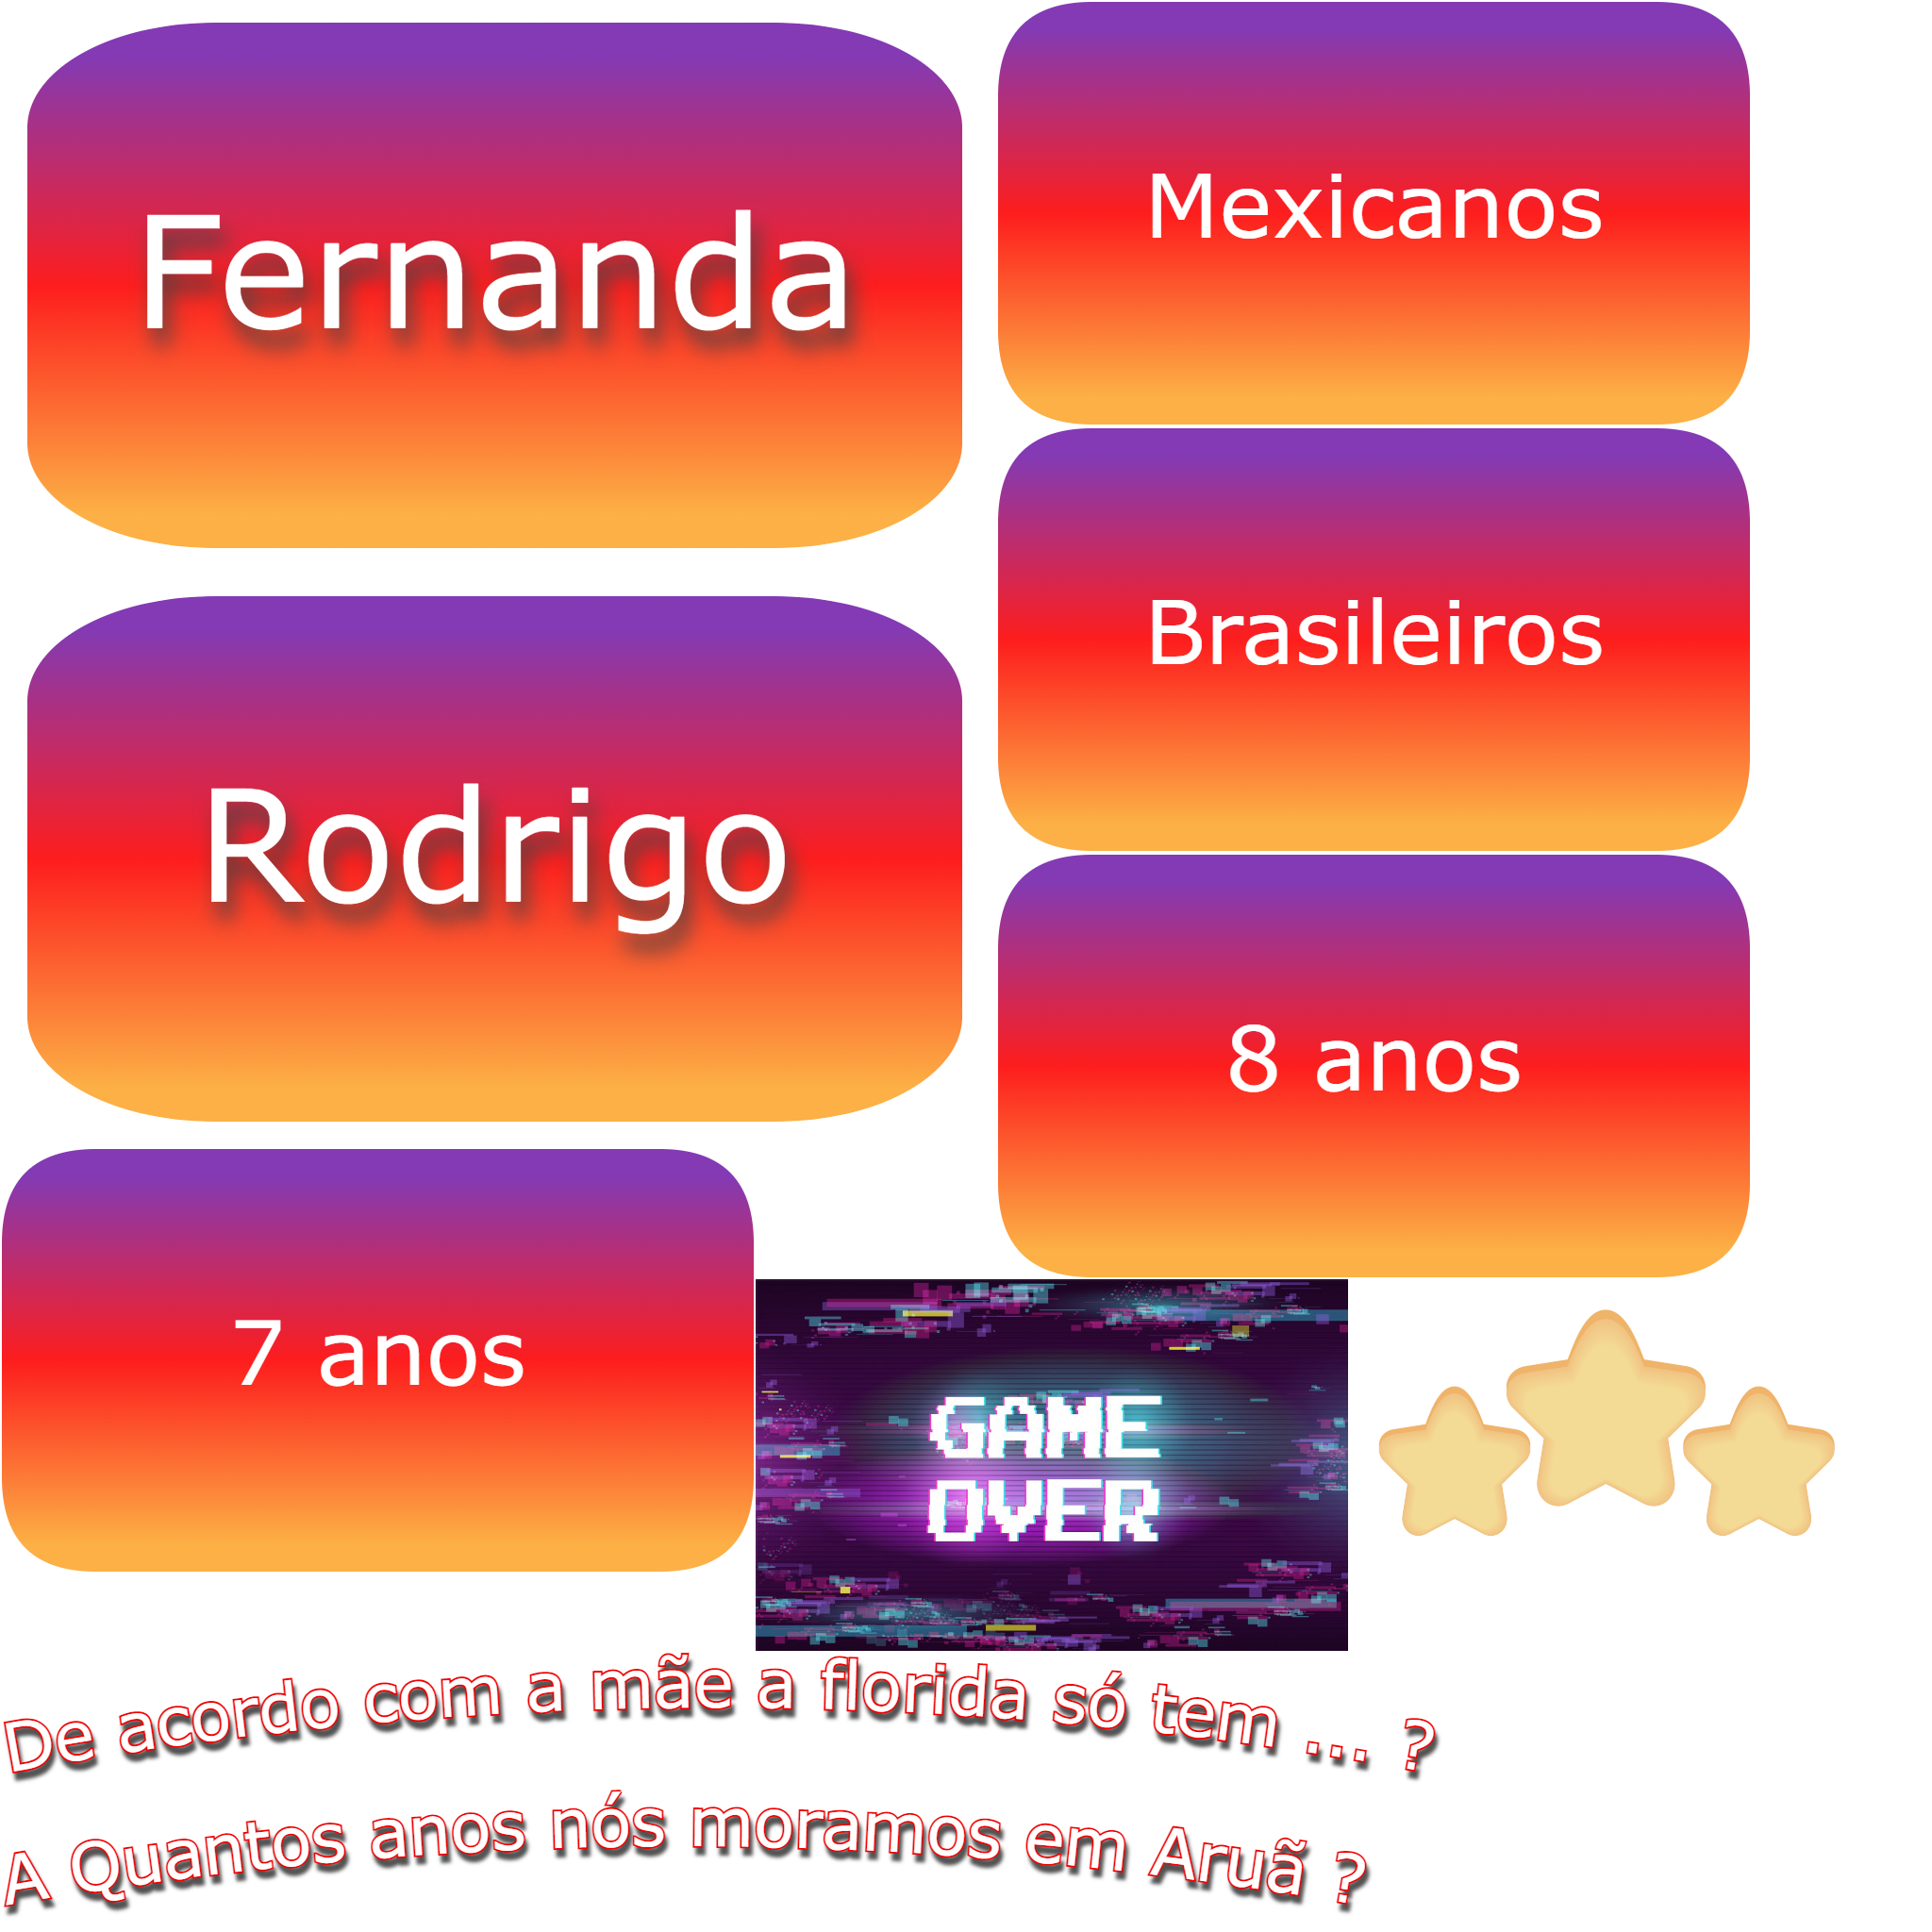 Fernanda
Mexicanos
Brasileiros
Rodrigo
8 anos
7 anos
GAME
OVER
De acordo com a mãe a florida só tem ... ?
A Quantos anos nós moramos em Aruã ?